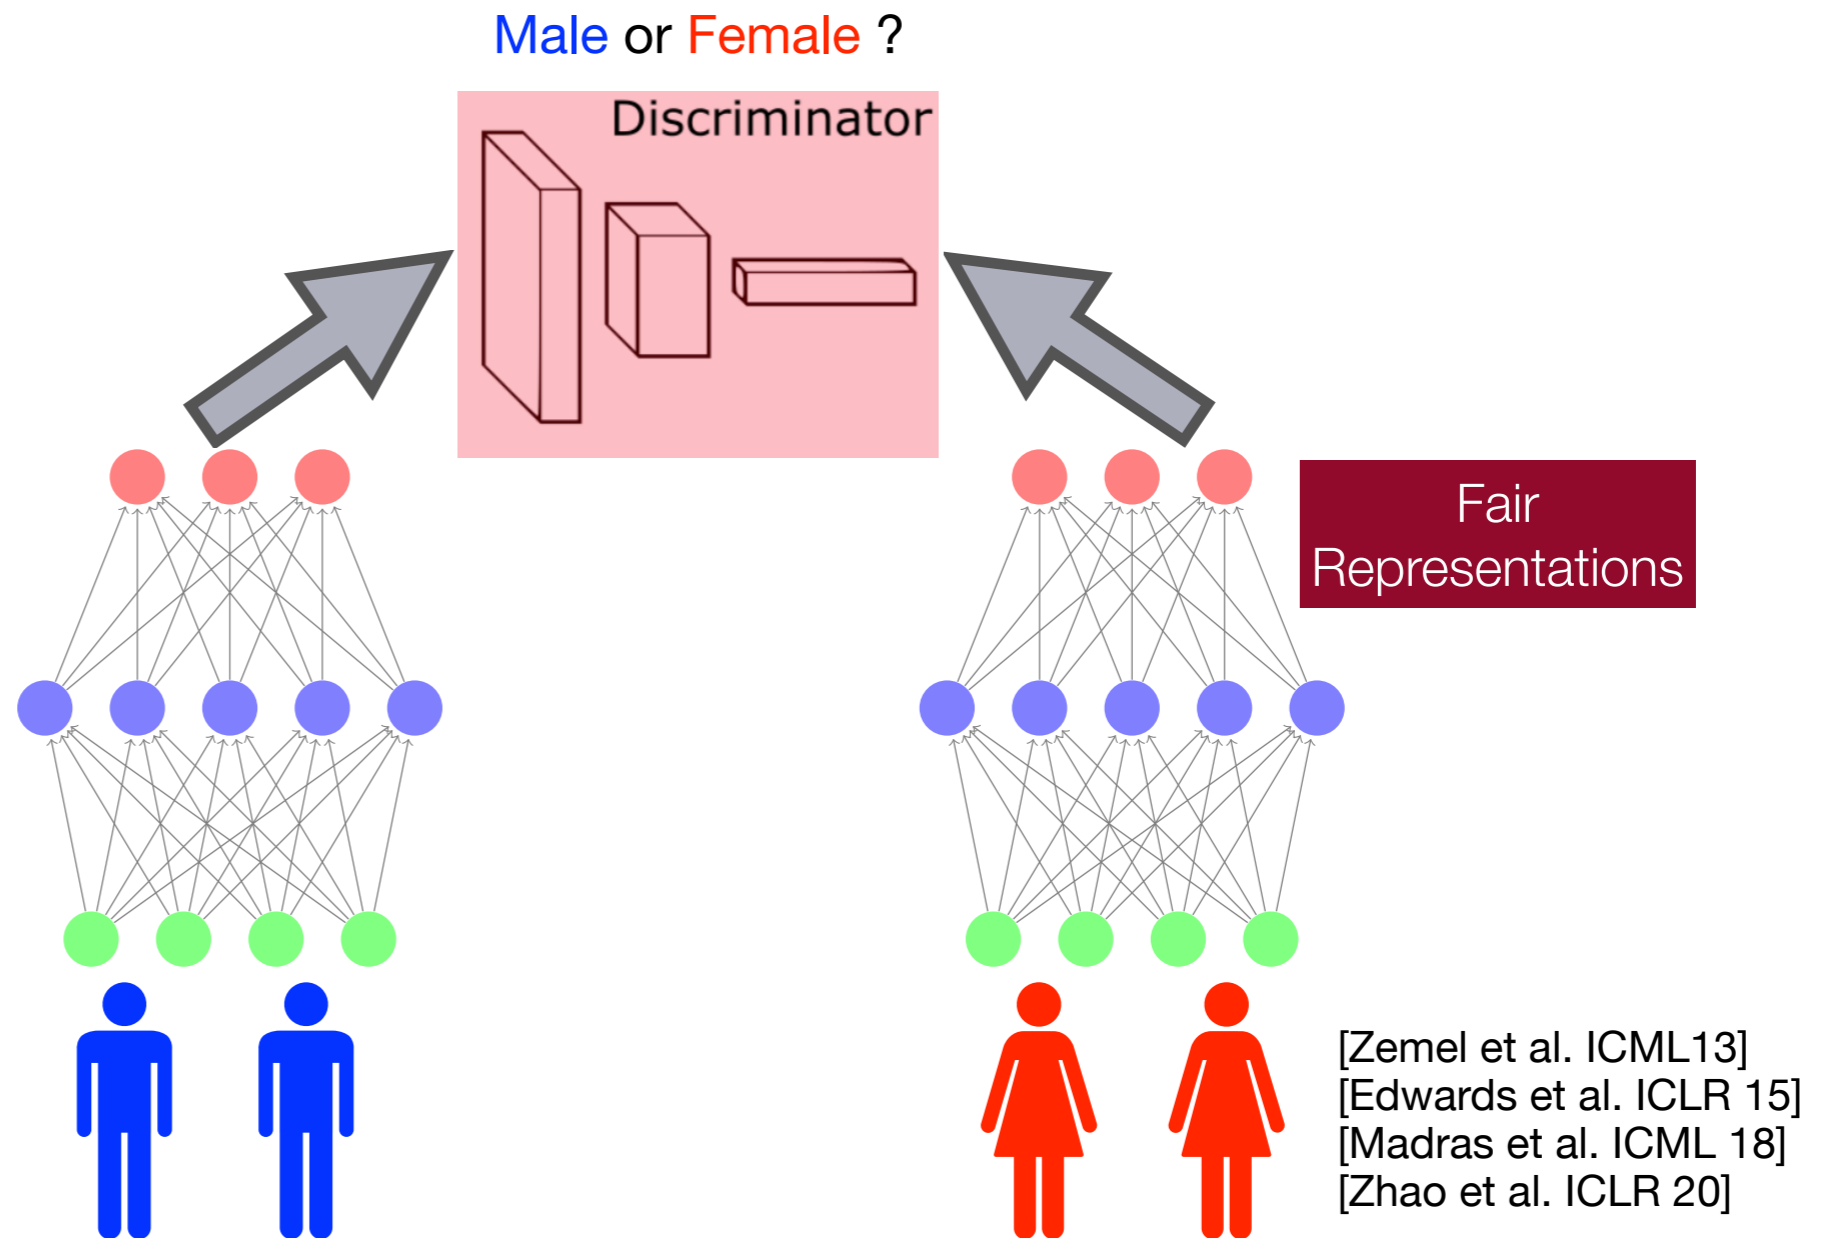 Male or Female ?
Discriminator
Fair
Representations
[Zemel et al. ICML13]
[Edwards et al. ICLR 15]
[Madras et al. ICML 18]
[Zhao et al. ICLR 20]